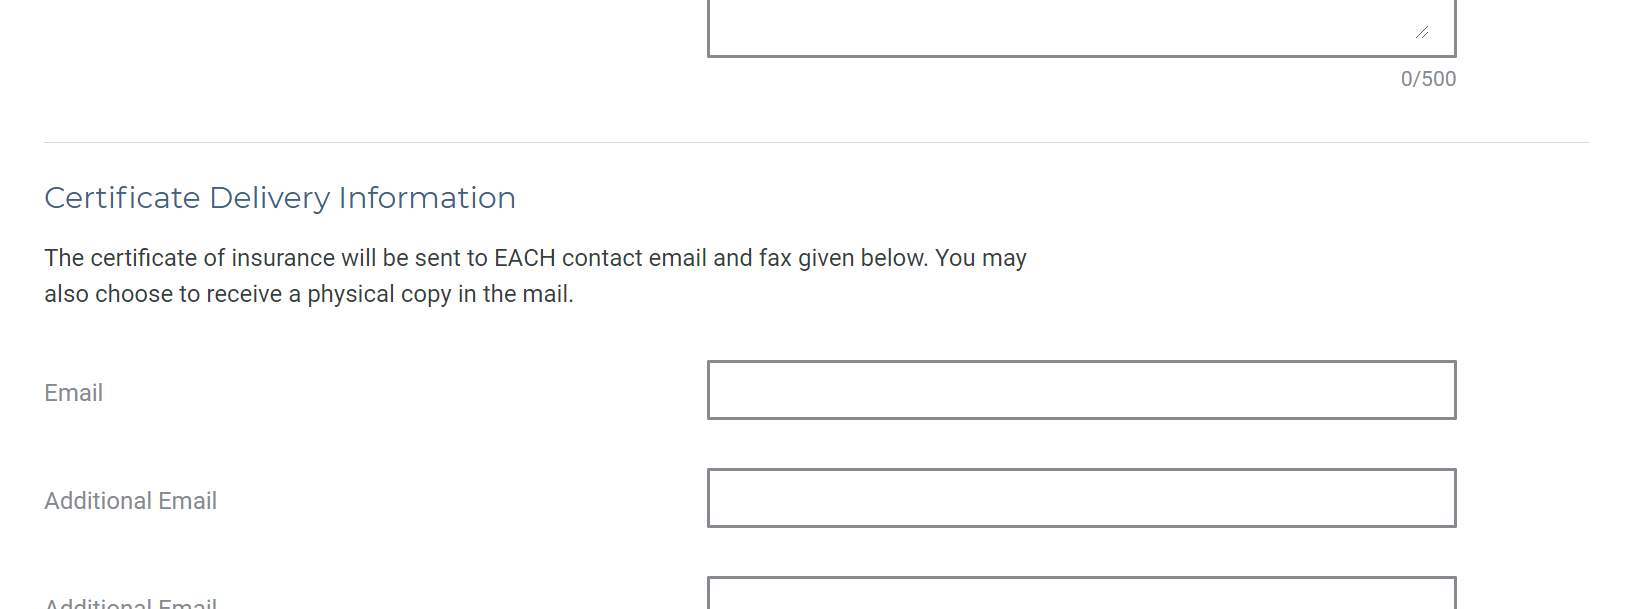 0/500
Certificate Delivery Information
The certificate of insurance will be sent to EACH contact email and fax given below. You may
also choose to receive a physical copy in the mail.
Email
Additional Email
Additional Email